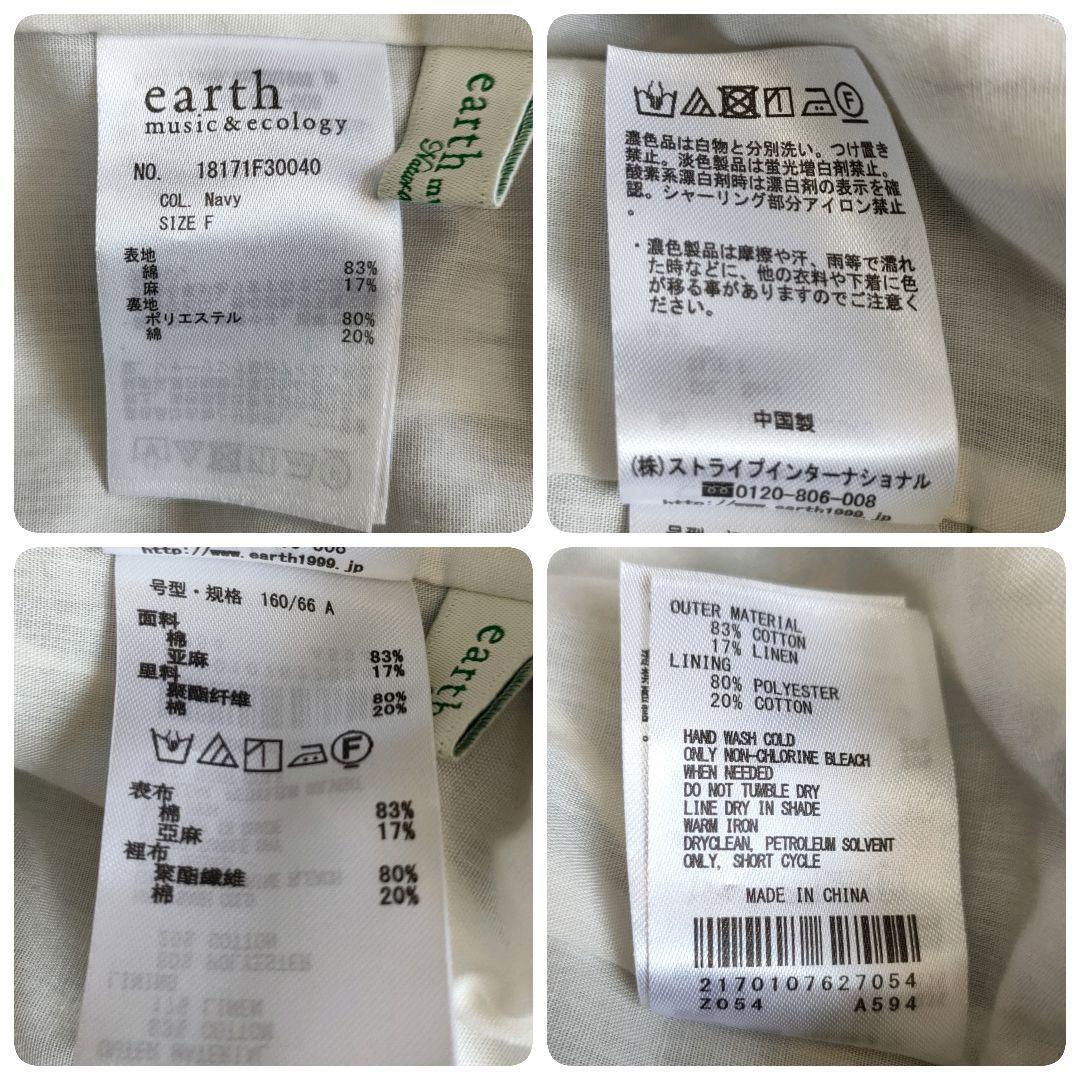 earth
music & ecology
NO. 18171F30040
COL. Navy
SIZE F
表地
綿 83%
麻 17%
裏地
ポリエステル 80%
綿 20%
earth
濃色品は白物と分別洗い。つけ置き
禁止。淡色製品は蛍光増白剤禁止。
酸素系漂白剤時は漂白剤の表示を確
認。シャーリング部分アイロン禁止
。
・濃色製品は摩擦や汗、雨等で濡れ
た時などに、他の衣料や下着に色
が移る事がありますのでご注意く
ださい。
中国製
(株)ストライプインターナショナル
0120-806-008
http://www.earth1999.jp
http://www.earth1999.jp
号型・规格 160/66 A
面料
棉 83%
亚麻 17%
里料
聚酯纤维 80%
棉 20%
F
表布
棉 83%
亞麻 17%
裡布
聚酯纖維 80%
棉 20%
earth
OUTER MATERIAL
83% COTTON
17% LINEN
LINING
80% POLYESTER
20% COTTON
HAND WASH COLD
ONLY NON-CHLORINE BLEACH
WHEN NEEDED
DO NOT TUMBLE DRY
LINE DRY IN SHADE
WARM IRON
DRYCLEAN, PETROLEUM SOLVENT
ONLY, SHORT CYCLE
MADE IN CHINA
2170107627054
Z054 A594